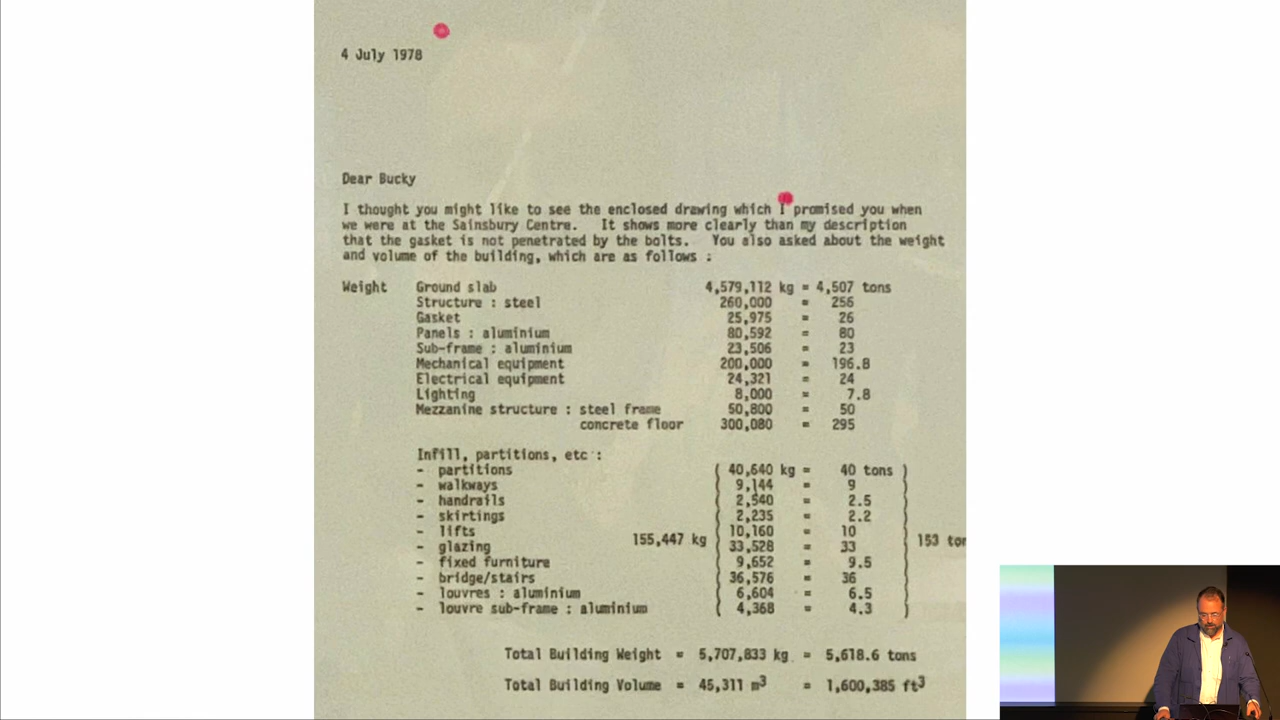 4 July 1978
Dear Bucky
I thought you might like to see the enclosed drawing which I promised you when
we were at the Sainsbury Centre. It shows more clearly than my description
that the gasket is not penetrated by the bolts. You also asked about the weight
and volume of the building, which are as follows :
Weight Ground slab 4,579,112 kg = 4,507 tons
Structure : steel 260,000 = 256
Gasket 25,975 = 26
Panels : aluminium 80,592 = 80
Sub-frame : aluminium 23,506 = 23
Mechanical equipment 200,000 = 196.8
Electrical equipment 24,321 = 24
Lighting 8,000 = 7.8
Mezzanine structure : steel frame 50,800 = 50
concrete floor 300,080 = 295
Infill, partitions, etc :
- partitions 40,640 kg = 40 tons
- walkways 9,144 = 9
- handrails 2,540 = 2.5
- skirtings 2,235 = 2.2
- lifts 10,160 = 10
155,447 kg 153 ton
- glazing 33,528 = 33
- fixed furniture 9,652 = 9.5
- bridge/stairs 36,576 = 36
- louvres : aluminium 6,604 = 6.5
- louvre sub-frame : aluminium 4,368 = 4.3
Total Building Weight = 5,707,833 kg = 5,618.6 tons
Total Building Volume = 45,311 m³ = 1,600,385 ft³